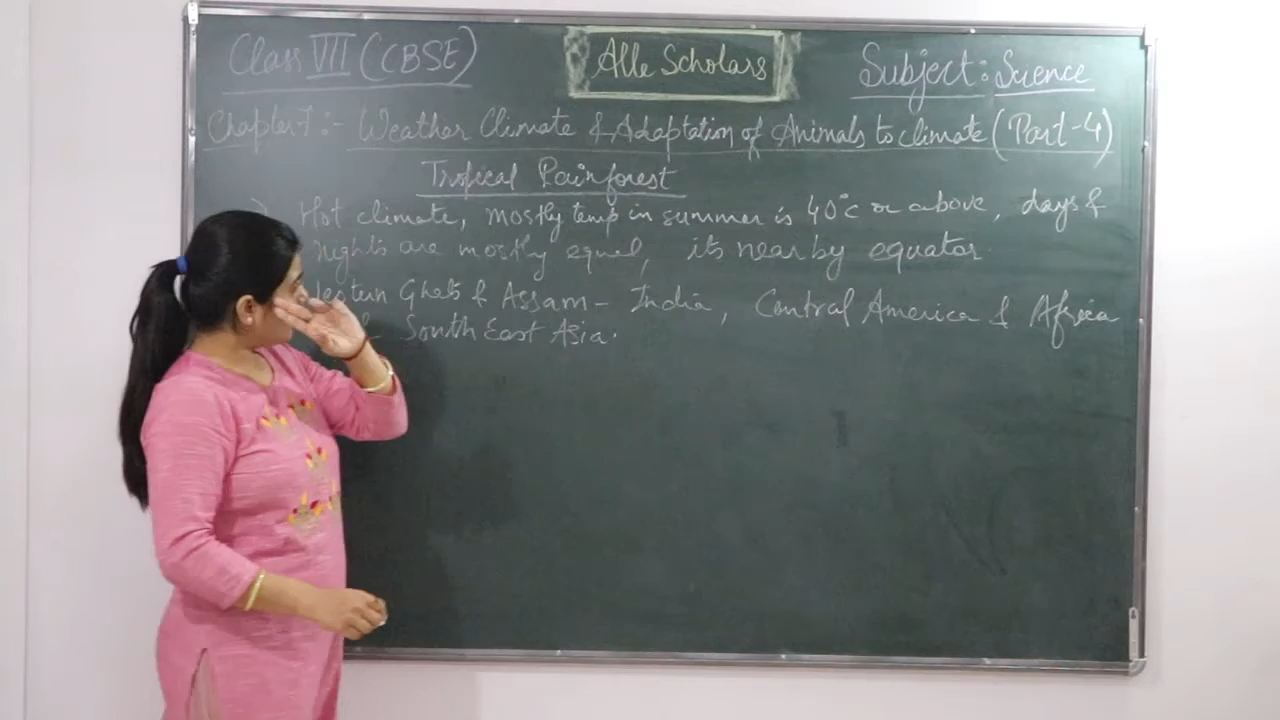 Class VII (CBSE)
Alle Scholars
Subject: Science
Chapter-7 :- Weather Climate & Adaptation of Animals to climate (Part-4)
Tropical Rainforest
Hot climate, mostly temp in summer is 40°c or above, days &
nights are mostly equal, its nearby equator
Western Ghats & Assam - India, Central America & Africa
South East Asia.